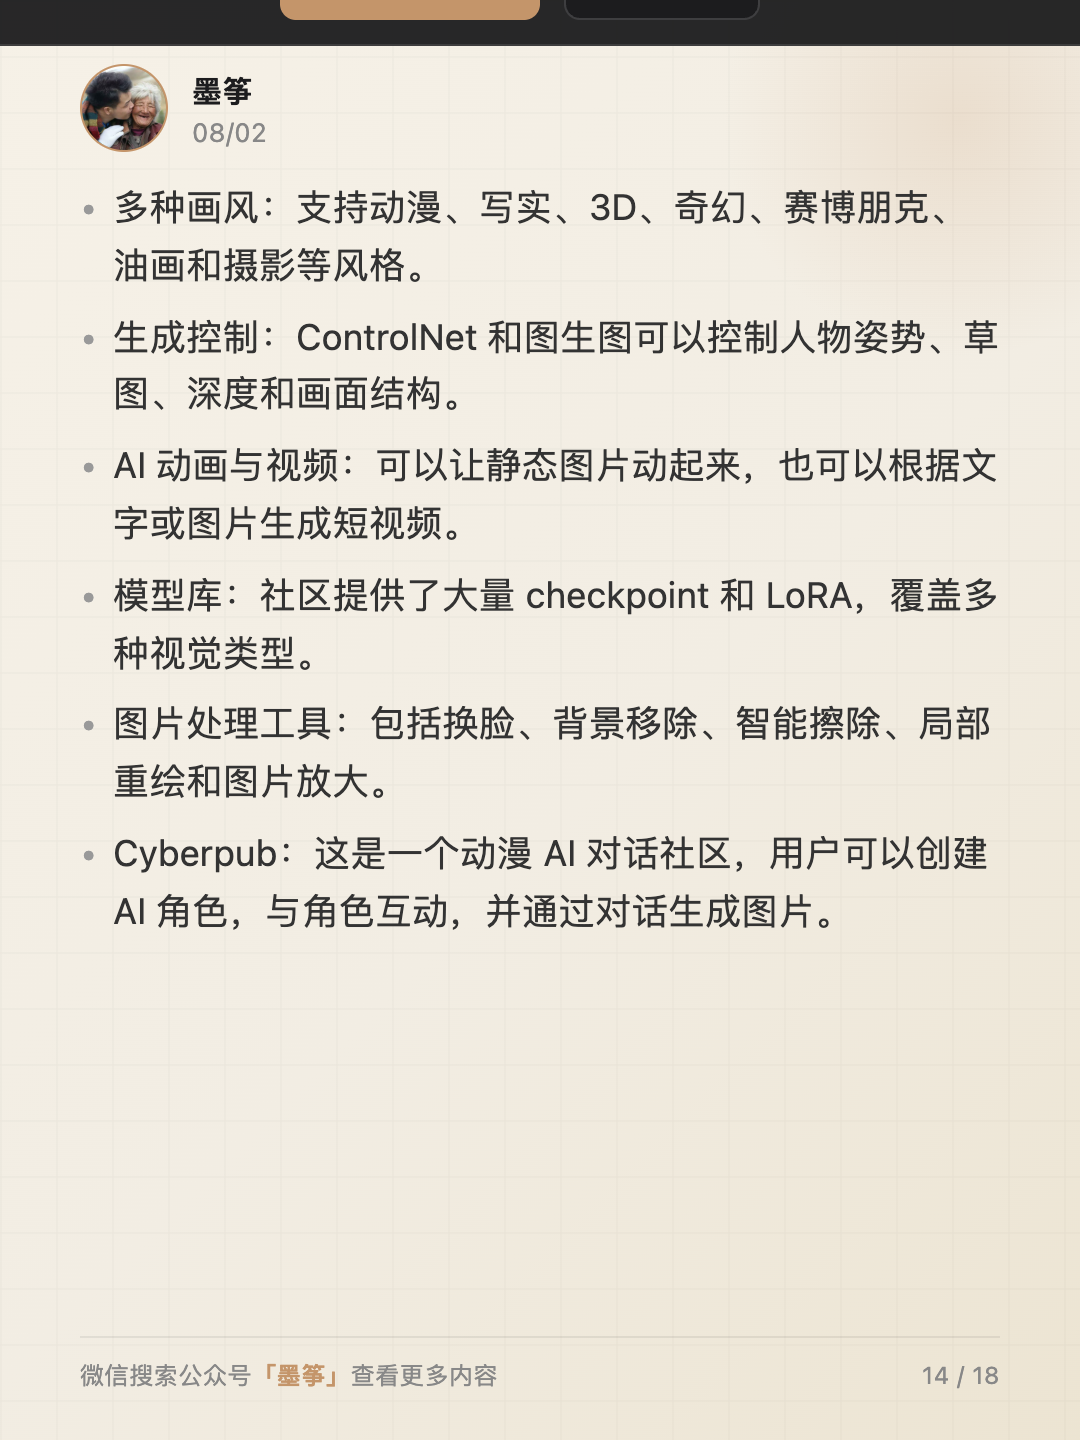 墨筝
08/02
• 多种画风：支持动漫、写实、3D、奇幻、赛博朋克、
油画和摄影等风格。
• 生成控制：ControlNet 和图生图可以控制人物姿势、草
图、深度和画面结构。
• AI 动画与视频：可以让静态图片动起来，也可以根据文
字或图片生成短视频。
• 模型库：社区提供了大量 checkpoint 和 LoRA，覆盖多
种视觉类型。
• 图片处理工具：包括换脸、背景移除、智能擦除、局部
重绘和图片放大。
• Cyberpub：这是一个动漫 AI 对话社区，用户可以创建
AI 角色，与角色互动，并通过对话生成图片。
微信搜索公众号「墨筝」查看更多内容
14 / 18